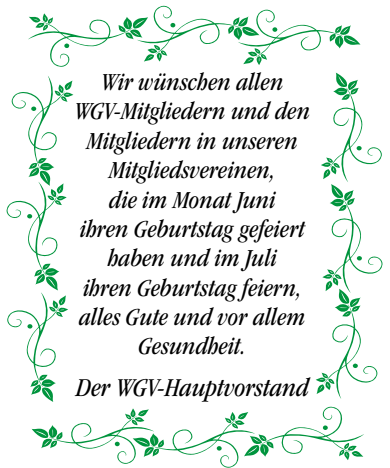 Wir wünschen allen
WGV-Mitgliedern und den
Mitgliedern in unseren
Mitgliedsvereinen,
die im Monat Juni
ihren Geburtstag gefeiert
haben und im Juli
ihren Geburtstag feiern,
alles Gute und vor allem
Gesundheit.
Der WGV-Hauptvorstand